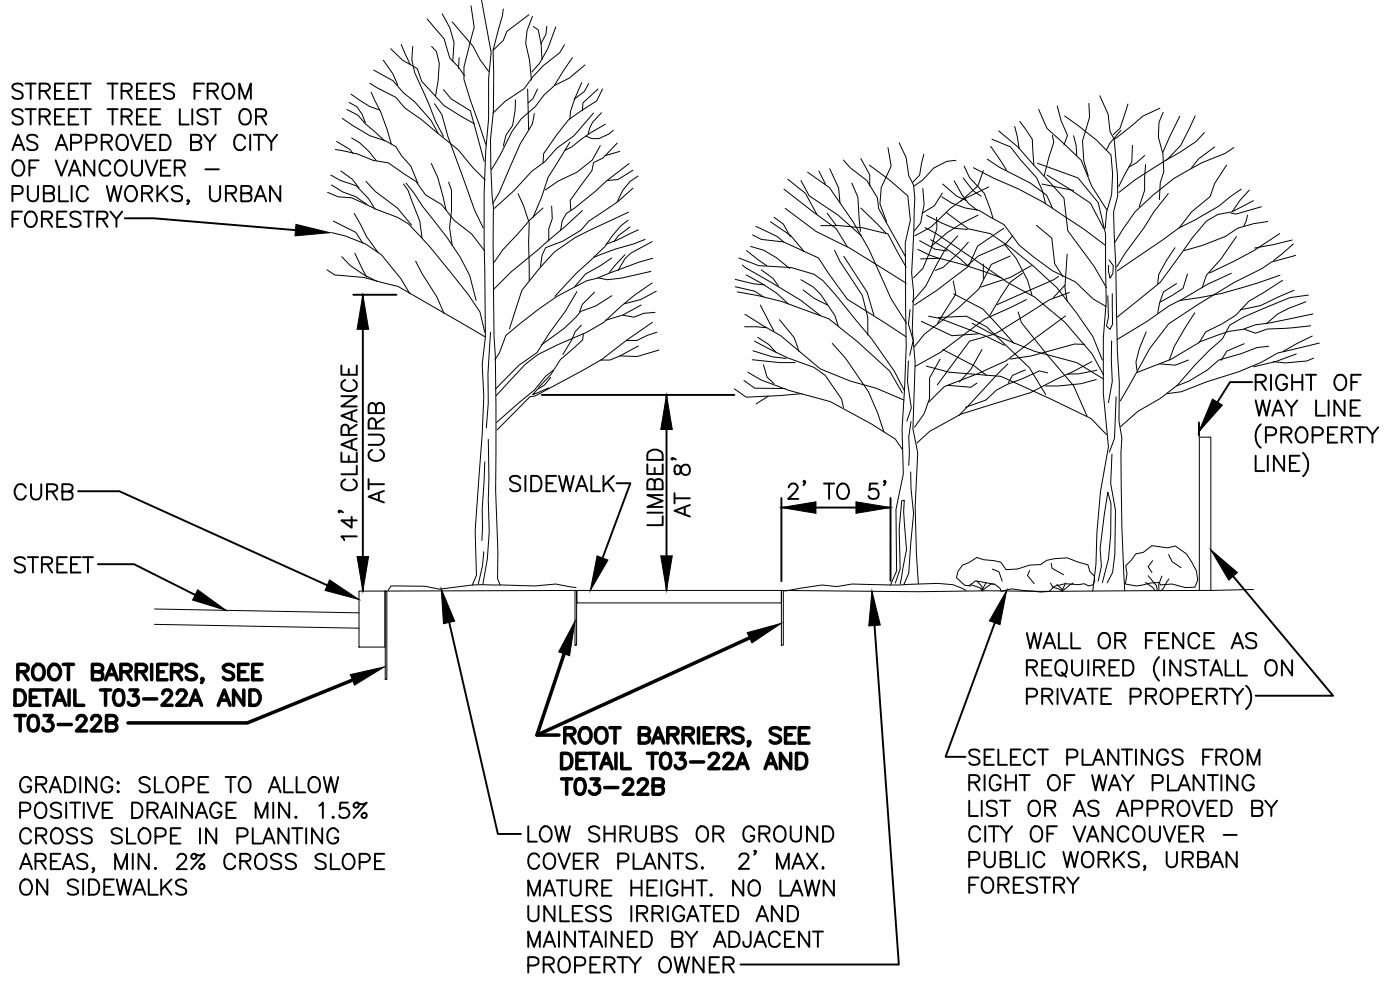 STREET TREES FROM
STREET TREE LIST OR
AS APPROVED BY CITY
OF VANCOUVER –
PUBLIC WORKS, URBAN
FORESTRY
14' CLEARANCE
AT CURB
LIMBED
AT 8'
SIDEWALK
2' TO 5'
RIGHT OF
WAY LINE
(PROPERTY
LINE)
CURB
STREET
ROOT BARRIERS, SEE
DETAIL T03–22A AND
T03–22B
GRADING: SLOPE TO ALLOW
POSITIVE DRAINAGE MIN. 1.5%
CROSS SLOPE IN PLANTING
AREAS, MIN. 2% CROSS SLOPE
ON SIDEWALKS
ROOT BARRIERS, SEE
DETAIL T03–22A AND
T03–22B
LOW SHRUBS OR GROUND
COVER PLANTS. 2' MAX.
MATURE HEIGHT. NO LAWN
UNLESS IRRIGATED AND
MAINTAINED BY ADJACENT
PROPERTY OWNER
WALL OR FENCE AS
REQUIRED (INSTALL ON
PRIVATE PROPERTY)
SELECT PLANTINGS FROM
RIGHT OF WAY PLANTING
LIST OR AS APPROVED BY
CITY OF VANCOUVER –
PUBLIC WORKS, URBAN
FORESTRY